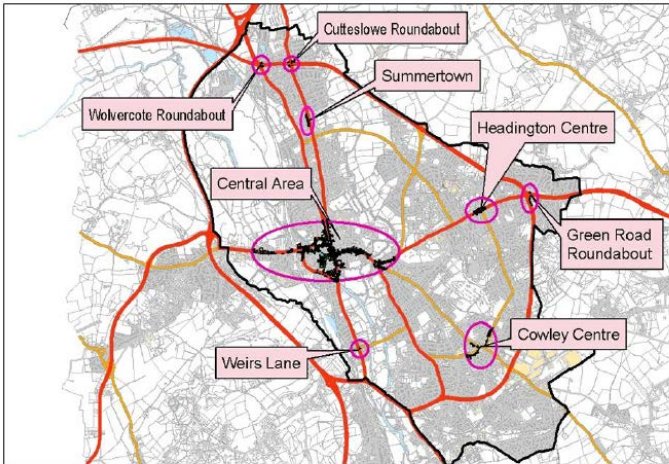 Cutteslowe Roundabout
Summertown
Wolvercote Roundabout
Headington Centre
Central Area
Green Road
Roundabout
Cowley Centre
Weirs Lane